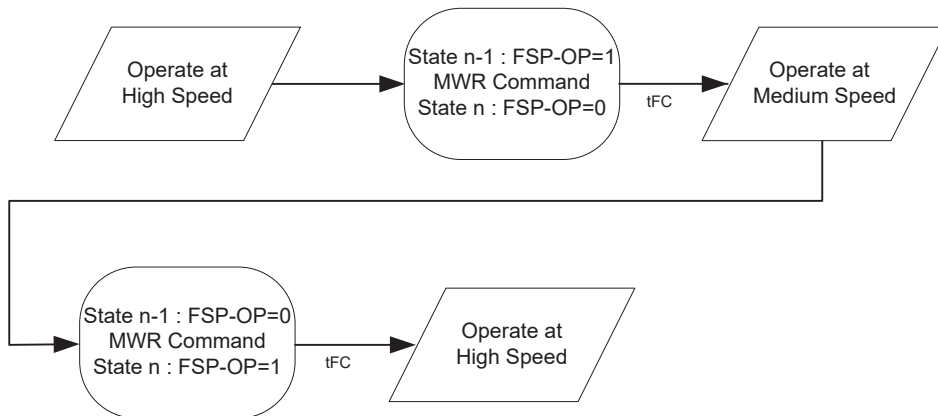 Operate at
High Speed
State n-1 : FSP-OP=1
MWR Command
State n : FSP-OP=0
tFC
Operate at
Medium Speed
State n-1 : FSP-OP=0
MWR Command
State n : FSP-OP=1
tFC
Operate at
High Speed